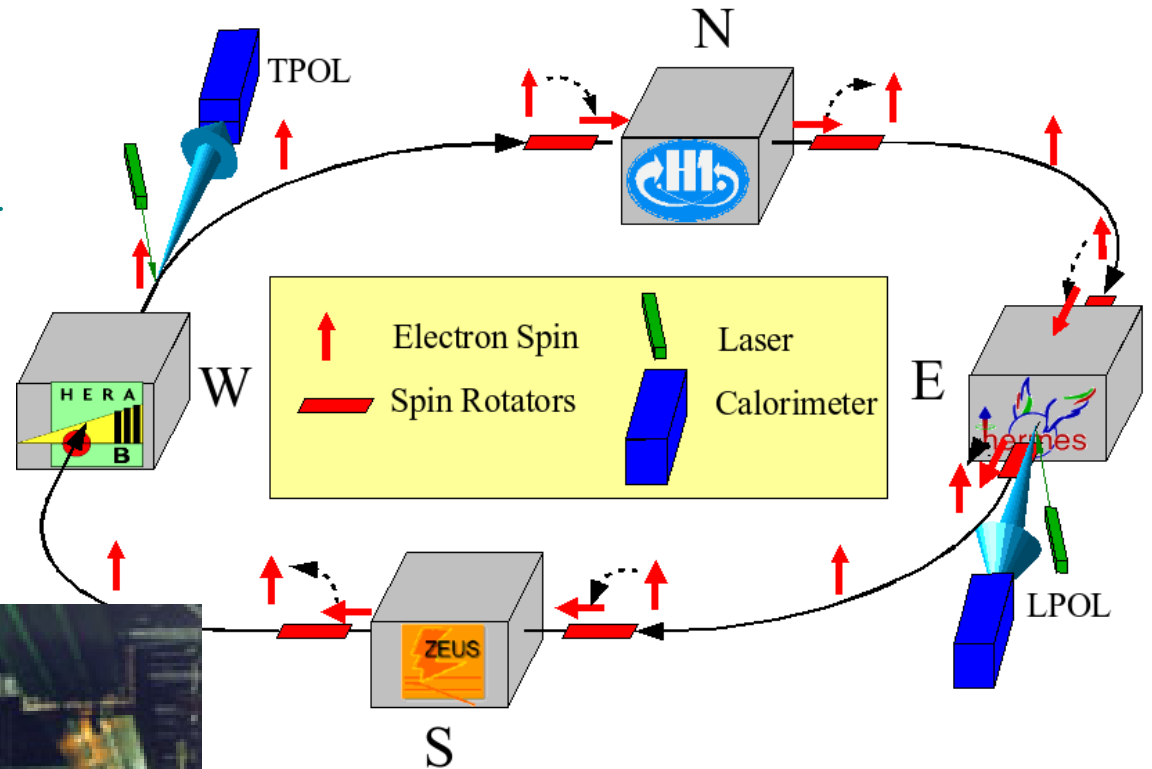 N
TPOL
H1
HERA
B
W
Electron Spin
Laser
Spin Rotators
Calorimeter
E
hermes
LPOL
ZEUS
S